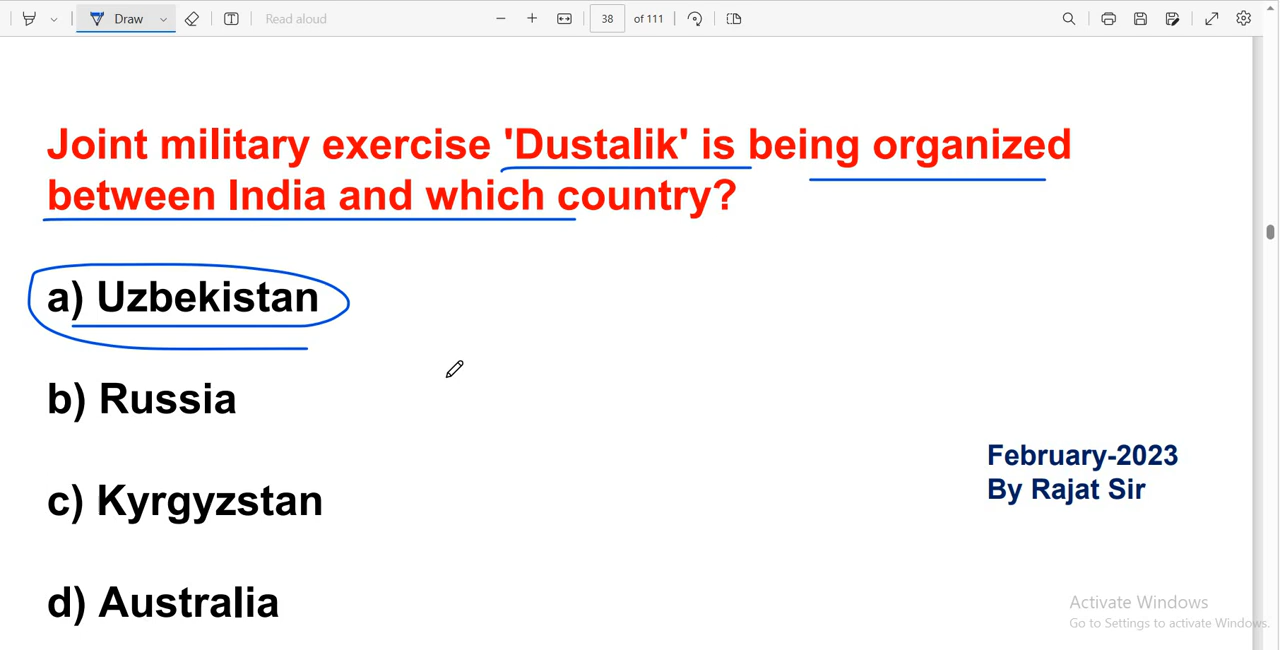 Draw
Read aloud
38
of 111
Joint military exercise 'Dustalik' is being organized
between India and which country?
a) Uzbekistan
b) Russia
c) Kyrgyzstan
d) Australia
February-2023
By Rajat Sir
Activate Windows
Go to Settings to activate Windows.